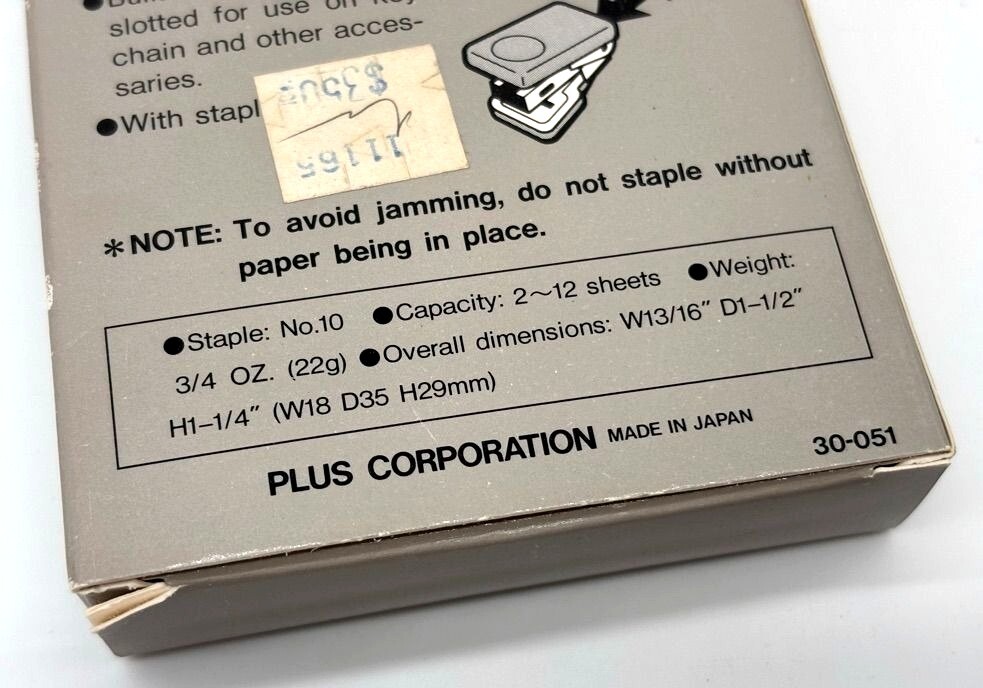 slotted for use on key
chain and other acces-
saries.
●With stapl
$350
11165
*NOTE: To avoid jamming, do not staple without
paper being in place.
●Staple: No.10 ●Capacity: 2～12 sheets ●Weight:
3/4 OZ. (22g) ●Overall dimensions: W13/16" D1-1/2"
H1-1/4" (W18 D35 H29mm)
PLUS CORPORATION MADE IN JAPAN
30-051